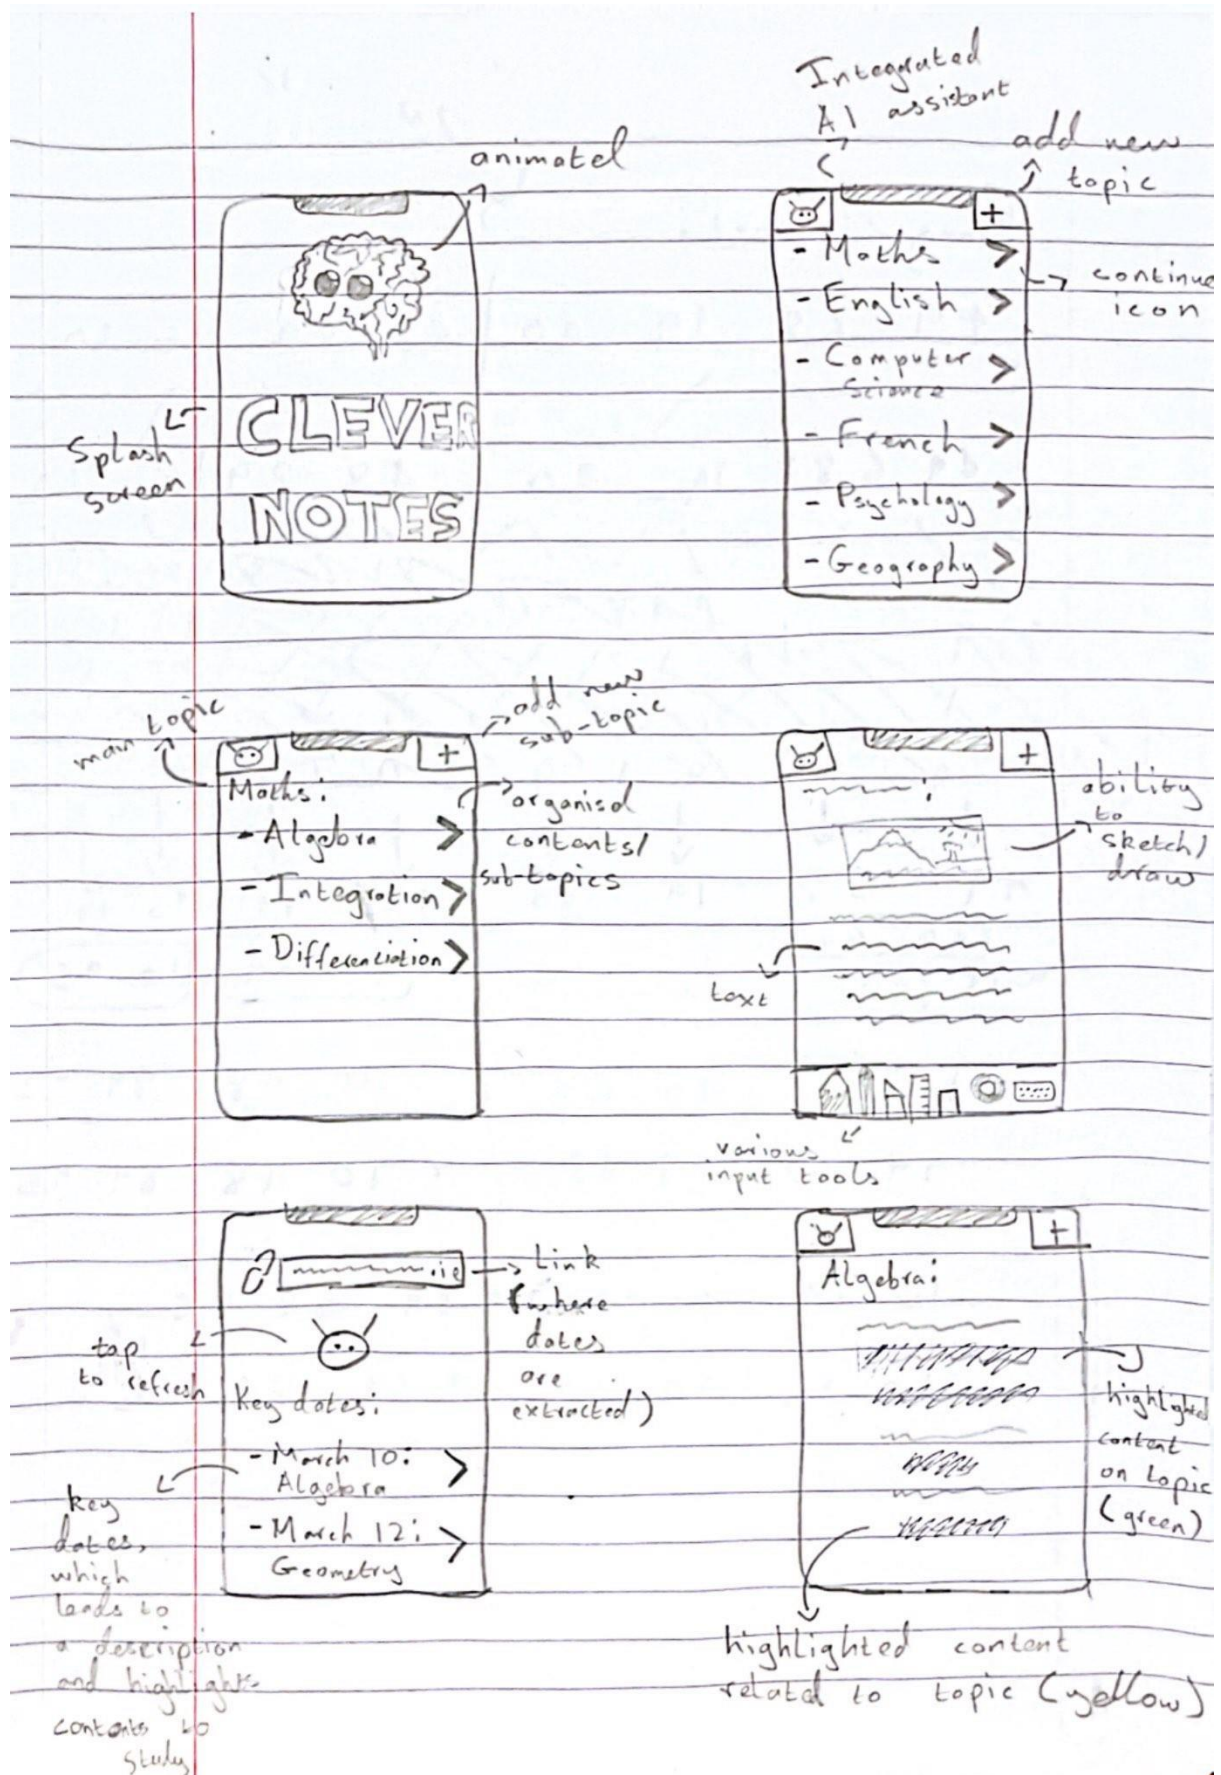 animated
CLEVER
NOTES
Splash
screen
Integrated
AI assistant
add new
topic
+
- Maths >
- English >
- Computer >
Science
- French >
- Psychology >
- Geography >
continue
icon
main topic
add new
sub-topic
+
Maths:
- Algebra >
- Integration >
- Differentiation >
organised
contents/
sub-topics
+
:
ability
to
sketch/
draw
text
various
input tools
.ie
Link
(where
dates
are
extracted)
tap
to refresh
Key dates:
- March 10: >
Algebra
- March 12: >
Geometry
key
dates,
which
leads to
a description
and highlights
contents to
study
+
Algebra:
highlighted
content
on topic
(green)
highlighted content
related to topic (yellow)